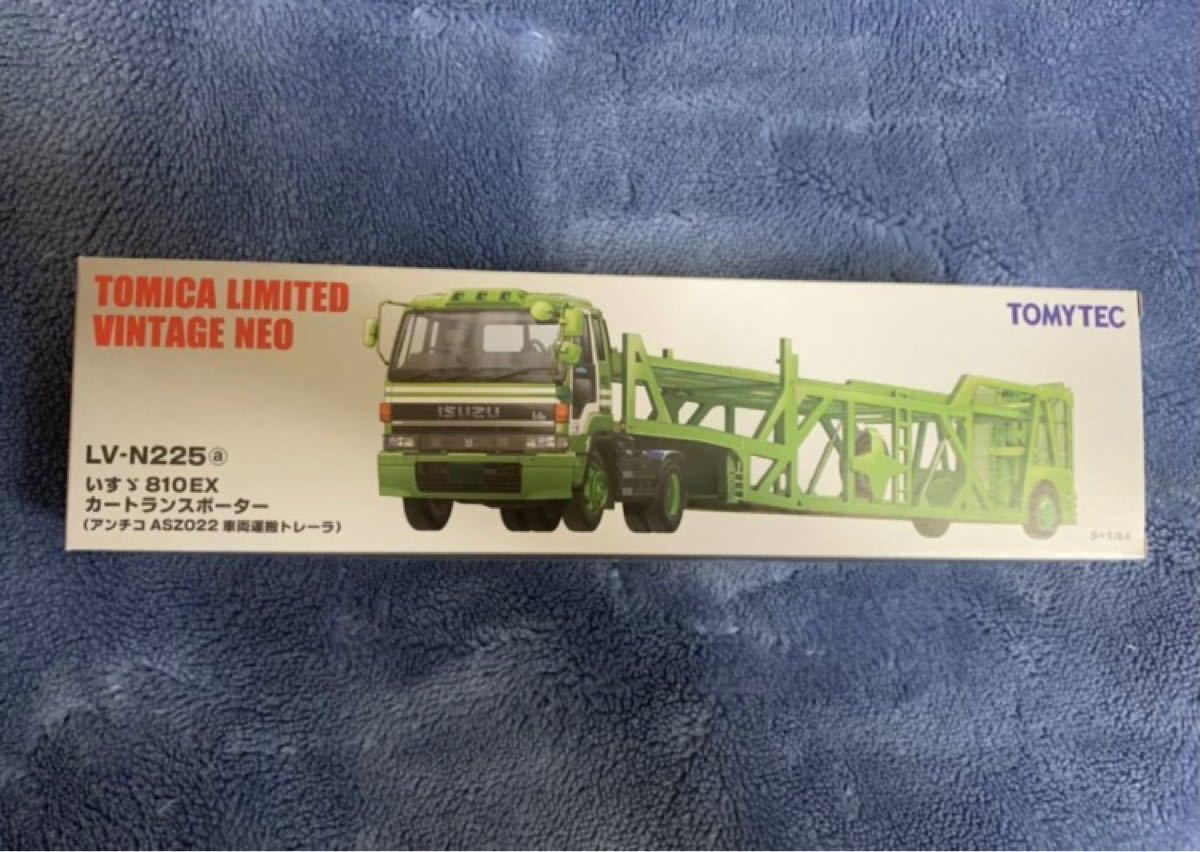 TOMICA LIMITED
VINTAGE NEO
TOMYTEC
ISUZU
LV-N225ⓐ
いすゞ810EX
カートランスポーター
(アンチコ ASZ022 車両運搬トレーラ)
S=1/64